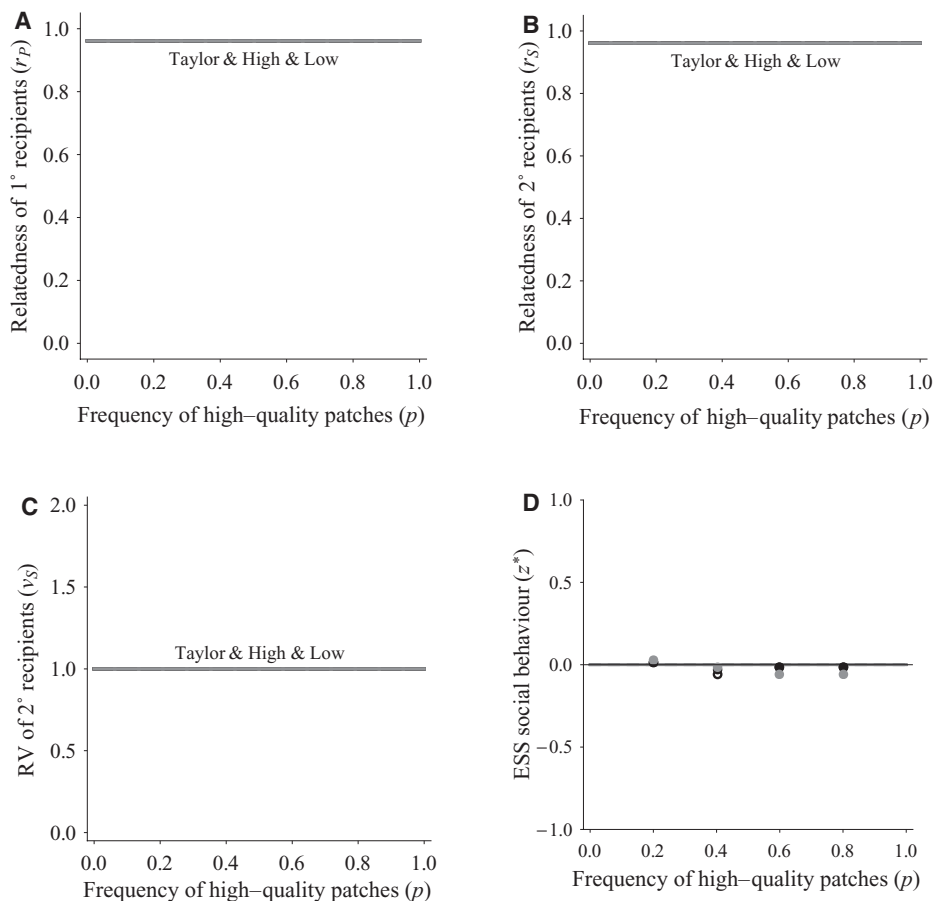 A
1.0
0.8
0.6
0.4
0.2
0.0
Relatedness of 1° recipients (rP)
Taylor & High & Low
0.0 0.2 0.4 0.6 0.8 1.0
Frequency of high–quality patches (p)
B
1.0
0.8
0.6
0.4
0.2
0.0
Relatedness of 2° recipients (rS)
Taylor & High & Low
0.0 0.2 0.4 0.6 0.8 1.0
Frequency of high–quality patches (p)
C
2.0
1.5
1.0
0.5
0.0
RV of 2° recipients (vS)
Taylor & High & Low
0.0 0.2 0.4 0.6 0.8 1.0
Frequency of high–quality patches (p)
D
1.0
0.5
0.0
−0.5
−1.0
ESS social behaviour (z*)
0.0 0.2 0.4 0.6 0.8 1.0
Frequency of high–quality patches (p)